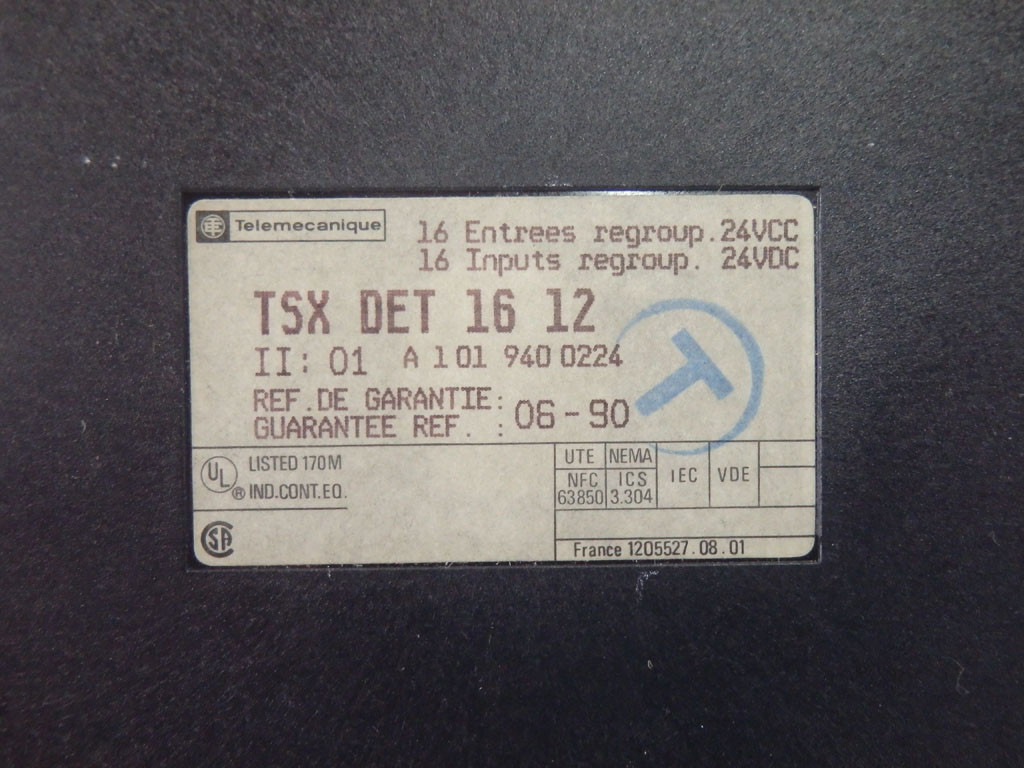 Telemecanique
16 Entrees regroup. 24VCC
16 Inputs regroup. 24VDC
TSX DET 16 12
II: 01 A 1 01 940 0224
REF. DE GARANTIE:
GUARANTEE REF. : 06-90
T
UL ® LISTED 170M
IND.CONT.EQ.
UTE NEMA IEC VDE
NFC 63850 ICS 3.304
SA
France 1205527.08.01